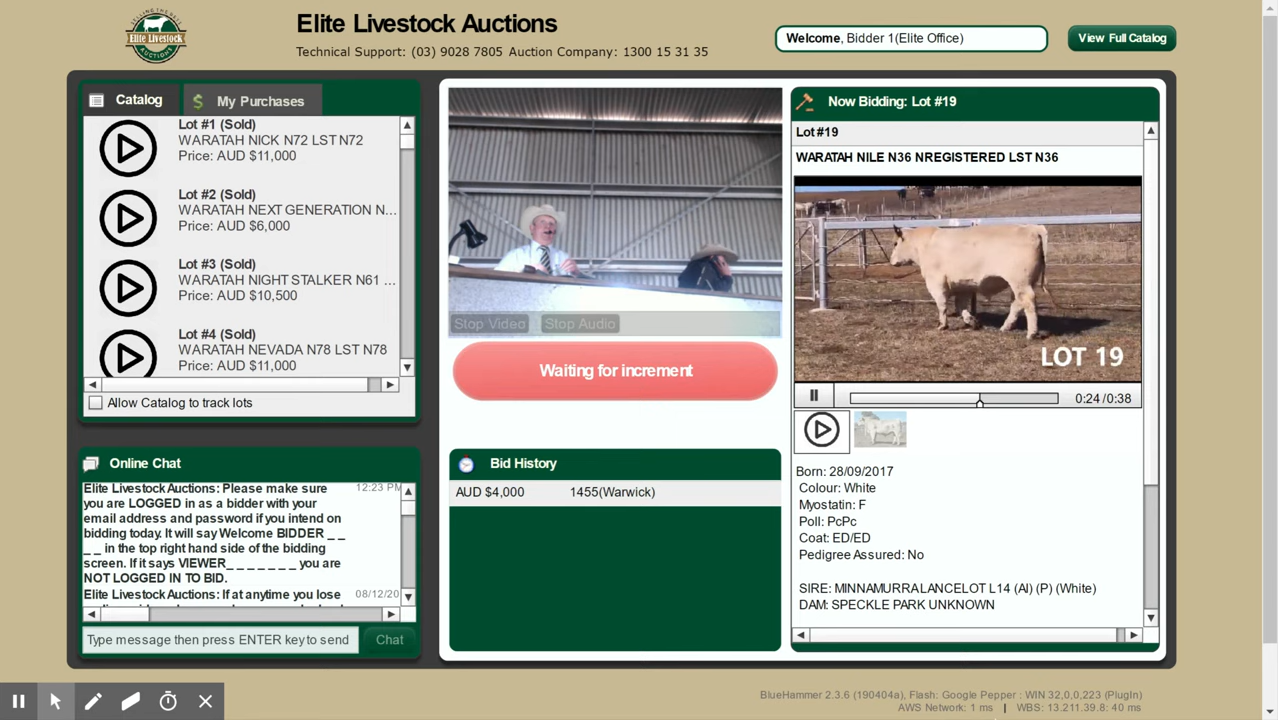 Elite Livestock
AUCTIONS
Elite Livestock Auctions
Technical Support: (03) 9028 7805 Auction Company: 1300 15 31 35
Welcome, Bidder 1(Elite Office)
View Full Catalog
Catalog
My Purchases
Lot #1 (Sold)
WARATAH NICK N72 LST N72
Price: AUD $11,000
Lot #2 (Sold)
WARATAH NEXT GENERATION N...
Price: AUD $6,000
Lot #3 (Sold)
WARATAH NIGHT STALKER N61 ...
Price: AUD $10,500
Lot #4 (Sold)
WARATAH NEVADA N78 LST N78
Price: AUD $11,000
Allow Catalog to track lots
Online Chat
Elite Livestock Auctions: Please make sure 12:23 PM
you are LOGGED in as a bidder with your
email address and password if you intend on
bidding today. It will say Welcome BIDDER _ _
_ _ in the top right hand side of the bidding
screen. If it says VIEWER_ _ _ _ _ _ _ you are
NOT LOGGED IN TO BID.
Elite Livestock Auctions: If at anytime you lose 08/12/20
Type message then press ENTER key to send
Chat
Stop Video
Stop Audio
Waiting for increment
Bid History
AUD $4,000 1455(Warwick)
Now Bidding: Lot #19
Lot #19
WARATAH NILE N36 NREGISTERED LST N36
LOT 19
0:24 / 0:38
Born: 28/09/2017
Colour: White
Myostatin: F
Poll: PcPc
Coat: ED/ED
Pedigree Assured: No
SIRE: MINNAMURRA LANCELOT L14 (AI) (P) (White)
DAM: SPECKLE PARK UNKNOWN
BlueHammer 2.3.6 (190404a), Flash: Google Pepper : WIN 32,0,0,223 (PlugIn)
AWS Network: 1 ms | WBS: 13.211.39.8: 40 ms